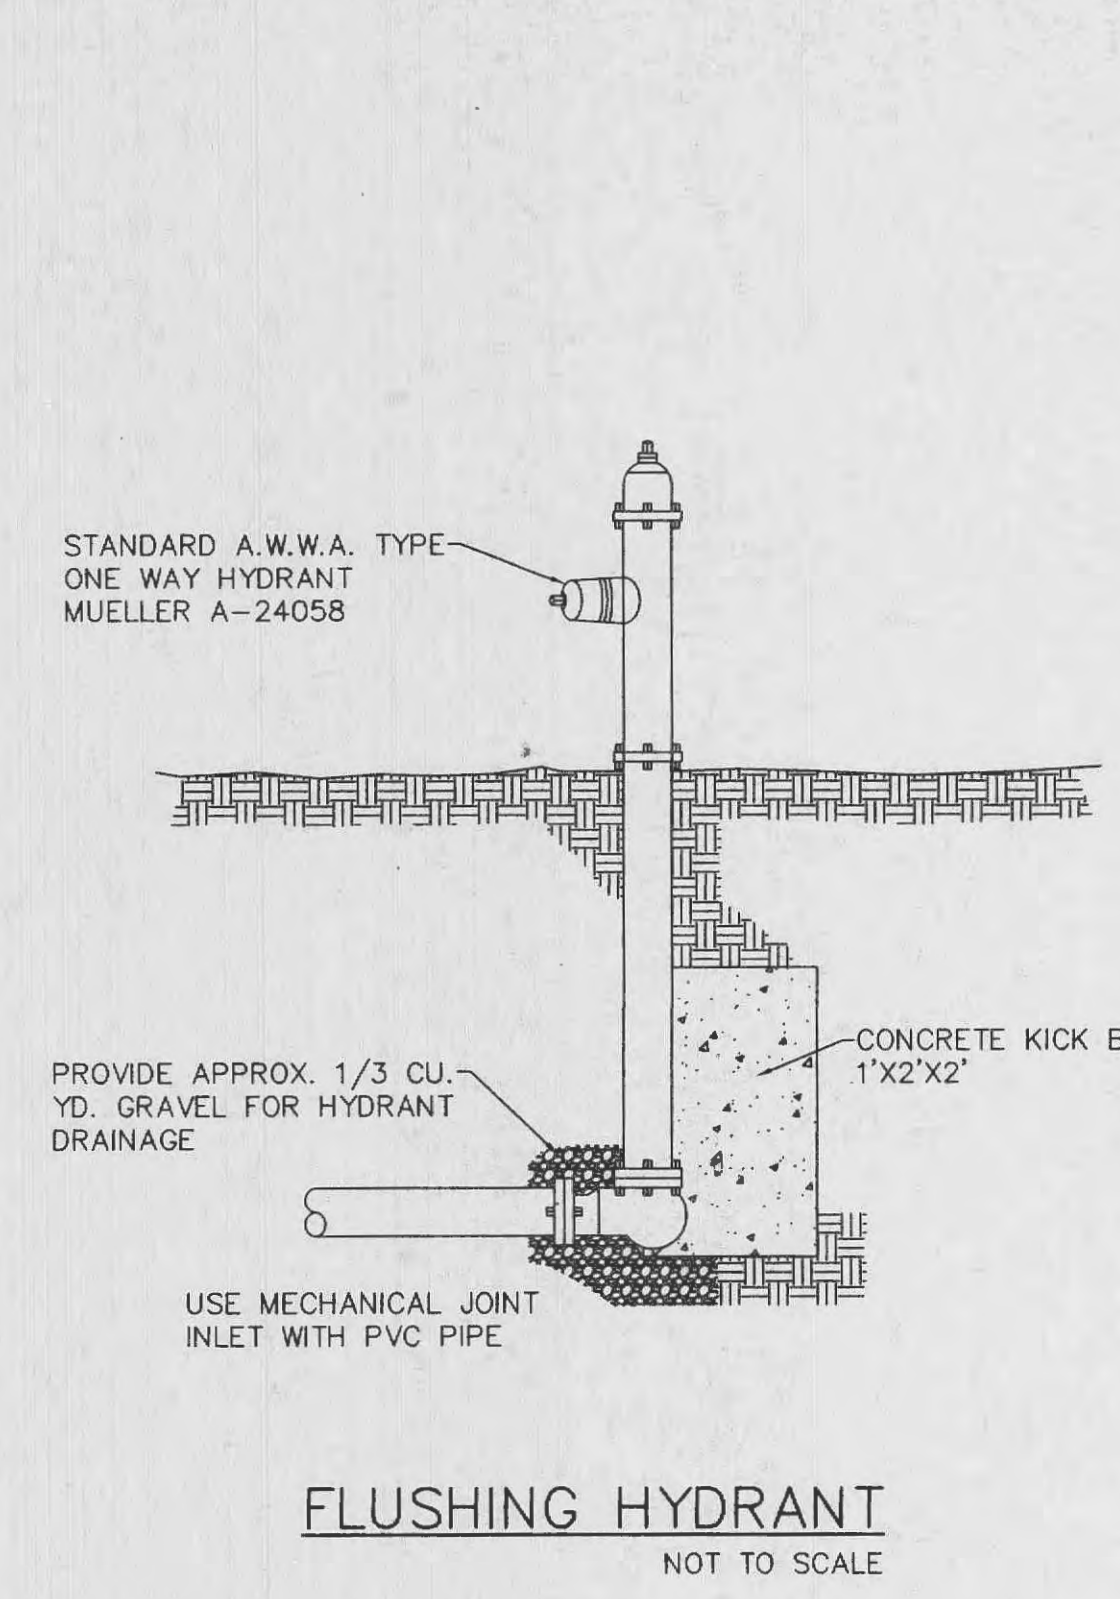 STANDARD A.W.W.A. TYPE
ONE WAY HYDRANT
MUELLER A-24058
PROVIDE APPROX. 1/3 CU.
YD. GRAVEL FOR HYDRANT
DRAINAGE
CONCRETE KICK
1'X2'X2'
USE MECHANICAL JOINT
INLET WITH PVC PIPE
FLUSHING HYDRANT
NOT TO SCALE